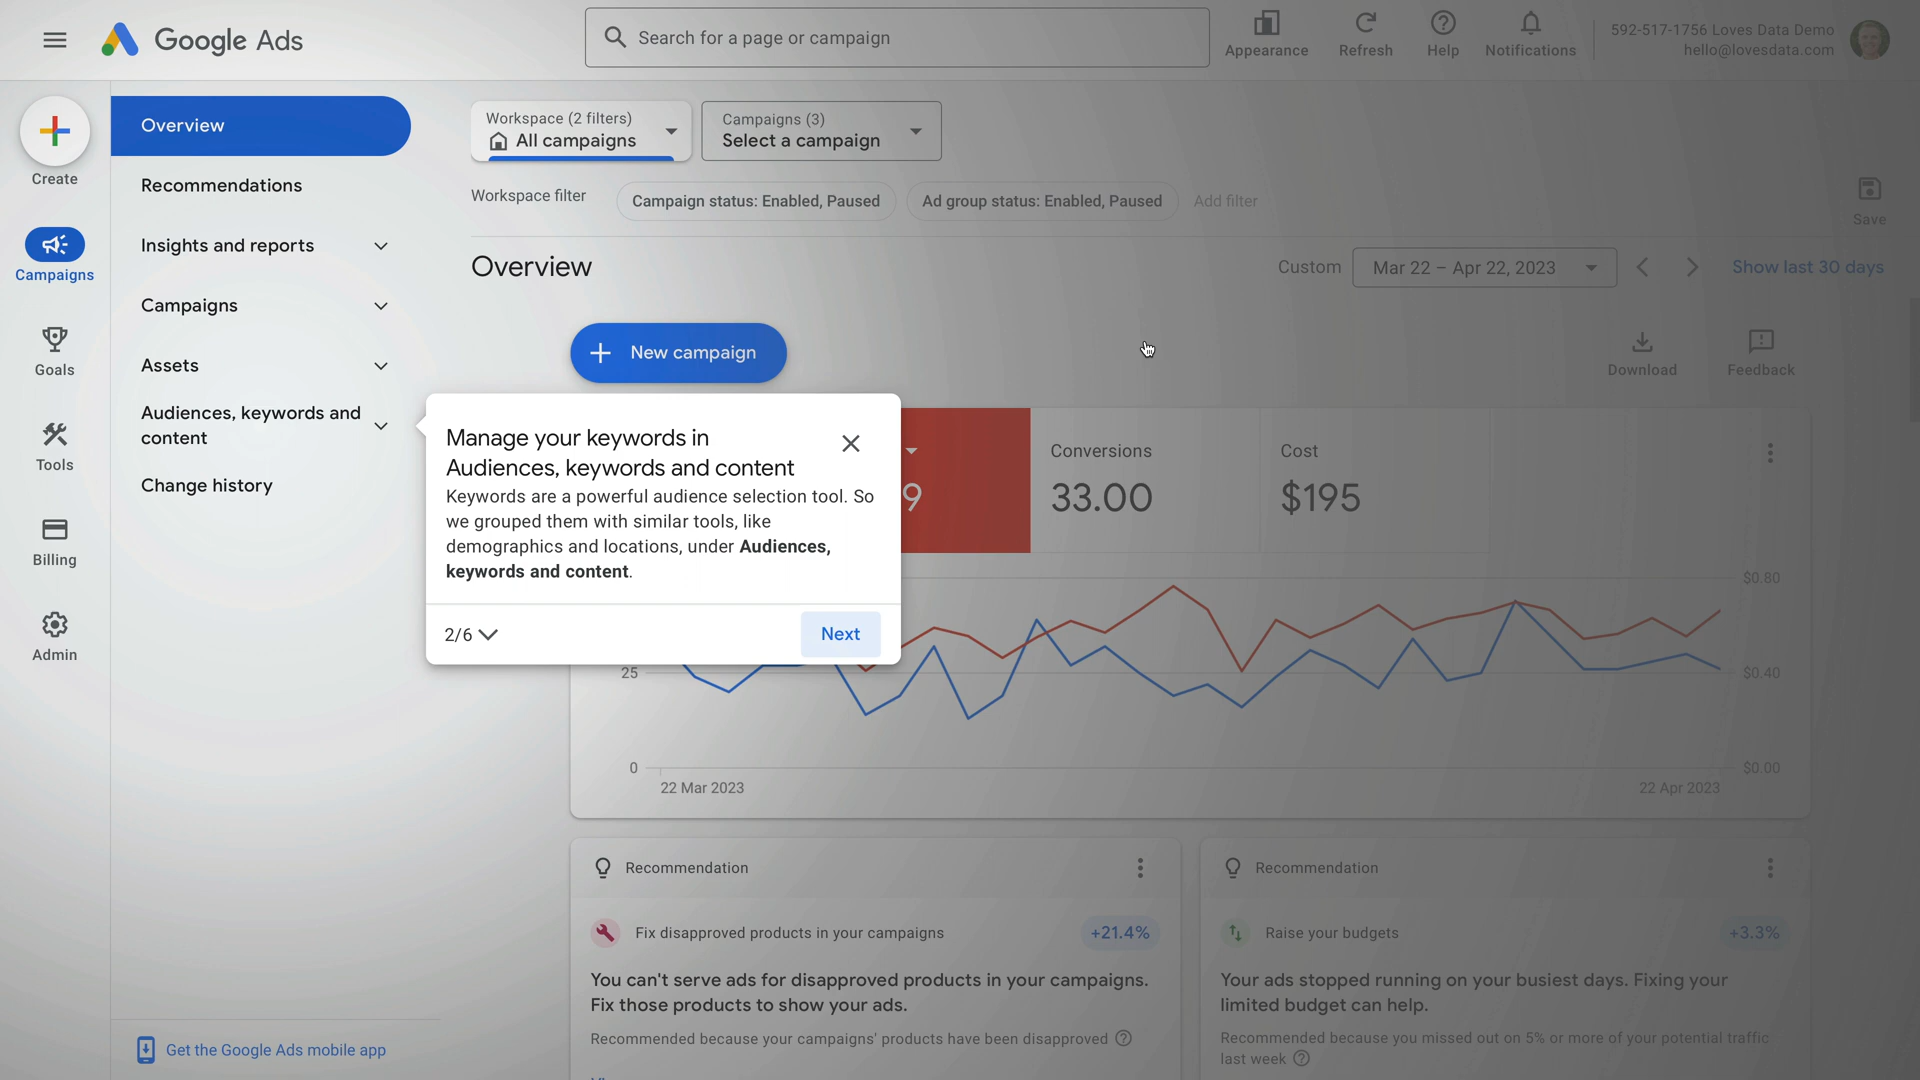 Google Ads
Search for a page or campaign
Appearance
Refresh
Help
Notifications
592-517-1756 Loves Data Demo
hello@lovesdata.com
Create
Campaigns
Goals
Tools
Billing
Admin
Overview
Recommendations
Insights and reports
Campaigns
Assets
Audiences, keywords and
content
Change history
Get the Google Ads mobile app
Workspace (2 filters)
All campaigns
Campaigns (3)
Select a campaign
Workspace filter
Campaign status: Enabled, Paused
Ad group status: Enabled, Paused
Add filter
Save
Overview
Custom
Mar 22 – Apr 22, 2023
Show last 30 days
New campaign
Download
Feedback
Manage your keywords in
Audiences, keywords and content
Keywords are a powerful audience selection tool. So
we grouped them with similar tools, like
demographics and locations, under Audiences,
keywords and content.
2/6
Next
9
Conversions
33.00
Cost
$195
$0.80
25
$0.40
0
$0.00
22 Mar 2023
22 Apr 2023
Recommendation
Fix disapproved products in your campaigns
+21.4%
You can't serve ads for disapproved products in your campaigns.
Fix those products to show your ads.
Recommended because your campaigns' products have been disapproved
Recommendation
Raise your budgets
+3.3%
Your ads stopped running on your busiest days. Fixing your
limited budget can help.
Recommended because you missed out on 5% or more of your potential traffic
last week